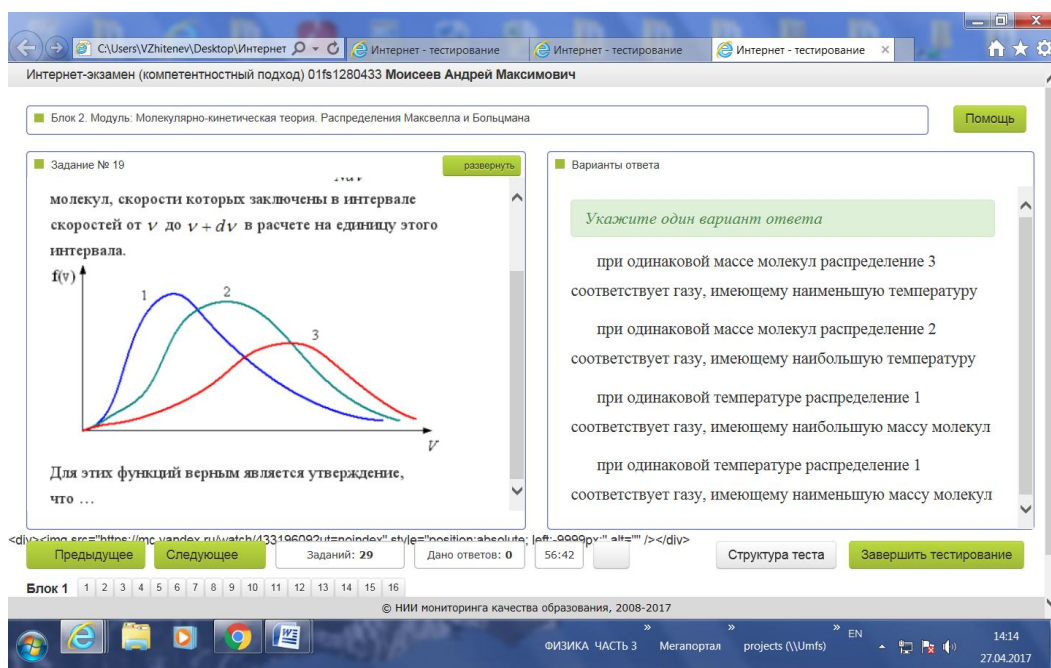 C:\Users\VZhitenev\Desktop\Интернет
Интернет - тестирование
Интернет - тестирование
Интернет - тестирование
Интернет-экзамен (компетентностный подход) 01fs1280433 Моисеев Андрей Максимович
Блок 2. Модуль: Молекулярно-кинетическая теория. Распределения Максвелла и Больцмана
Помощь
Задание № 19
развернуть
молекул, скорости которых заключены в интервале
скоростей от v до v + dv в расчете на единицу этого
интервала.
f(v)
1
2
3
V
Для этих функций верным является утверждение,
что ...
Варианты ответа
Укажите один вариант ответа
при одинаковой массе молекул распределение 3
соответствует газу, имеющему наименьшую температуру
при одинаковой массе молекул распределение 2
соответствует газу, имеющему наибольшую температуру
при одинаковой температуре распределение 1
соответствует газу, имеющему наибольшую массу молекул
при одинаковой температуре распределение 1
соответствует газу, имеющему наименьшую массу молекул
Предыдущее
Следующее
Заданий: 29
Дано ответов: 0
56:42
Структура теста
Завершить тестирование
Блок 1 1 2 3 4 5 6 7 8 9 10 11 12 13 14 15 16
© НИИ мониторинга качества образования, 2008-2017
ФИЗИКА ЧАСТЬ 3
Мегапортал
projects (\\Umfs)
EN
14:14
27.04.2017